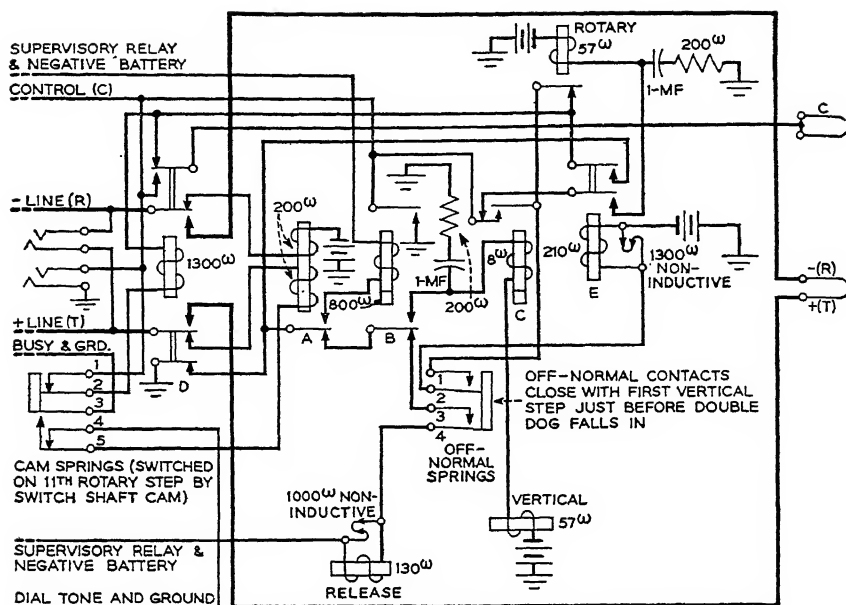 SUPERVISORY RELAY
& NEGATIVE BATTERY
CONTROL (C)
ROTARY
57ω
200ω
1-MF
C
-LINE(R)
200ω
1300ω
800ω
1-MF
200ω
8ω
C
210ω
E
1300ω
NON-
INDUCTIVE
-(R)
+(T)
+LINE(T)
BUSY & GRD.
D
A
B
1
2
3
4
5
1
2
3
4
OFF-NORMAL CONTACTS
CLOSE WITH FIRST VERTICAL
STEP JUST BEFORE DOUBLE
DOG FALLS IN
OFF-
NORMAL
SPRINGS
CAM SPRINGS (SWITCHED
ON 11TH ROTARY STEP BY
SWITCH SHAFT CAM)
1000ω NON-
INDUCTIVE
VERTICAL
57ω
SUPERVISORY RELAY &
NEGATIVE BATTERY
130ω
RELEASE
DIAL TONE AND GROUND